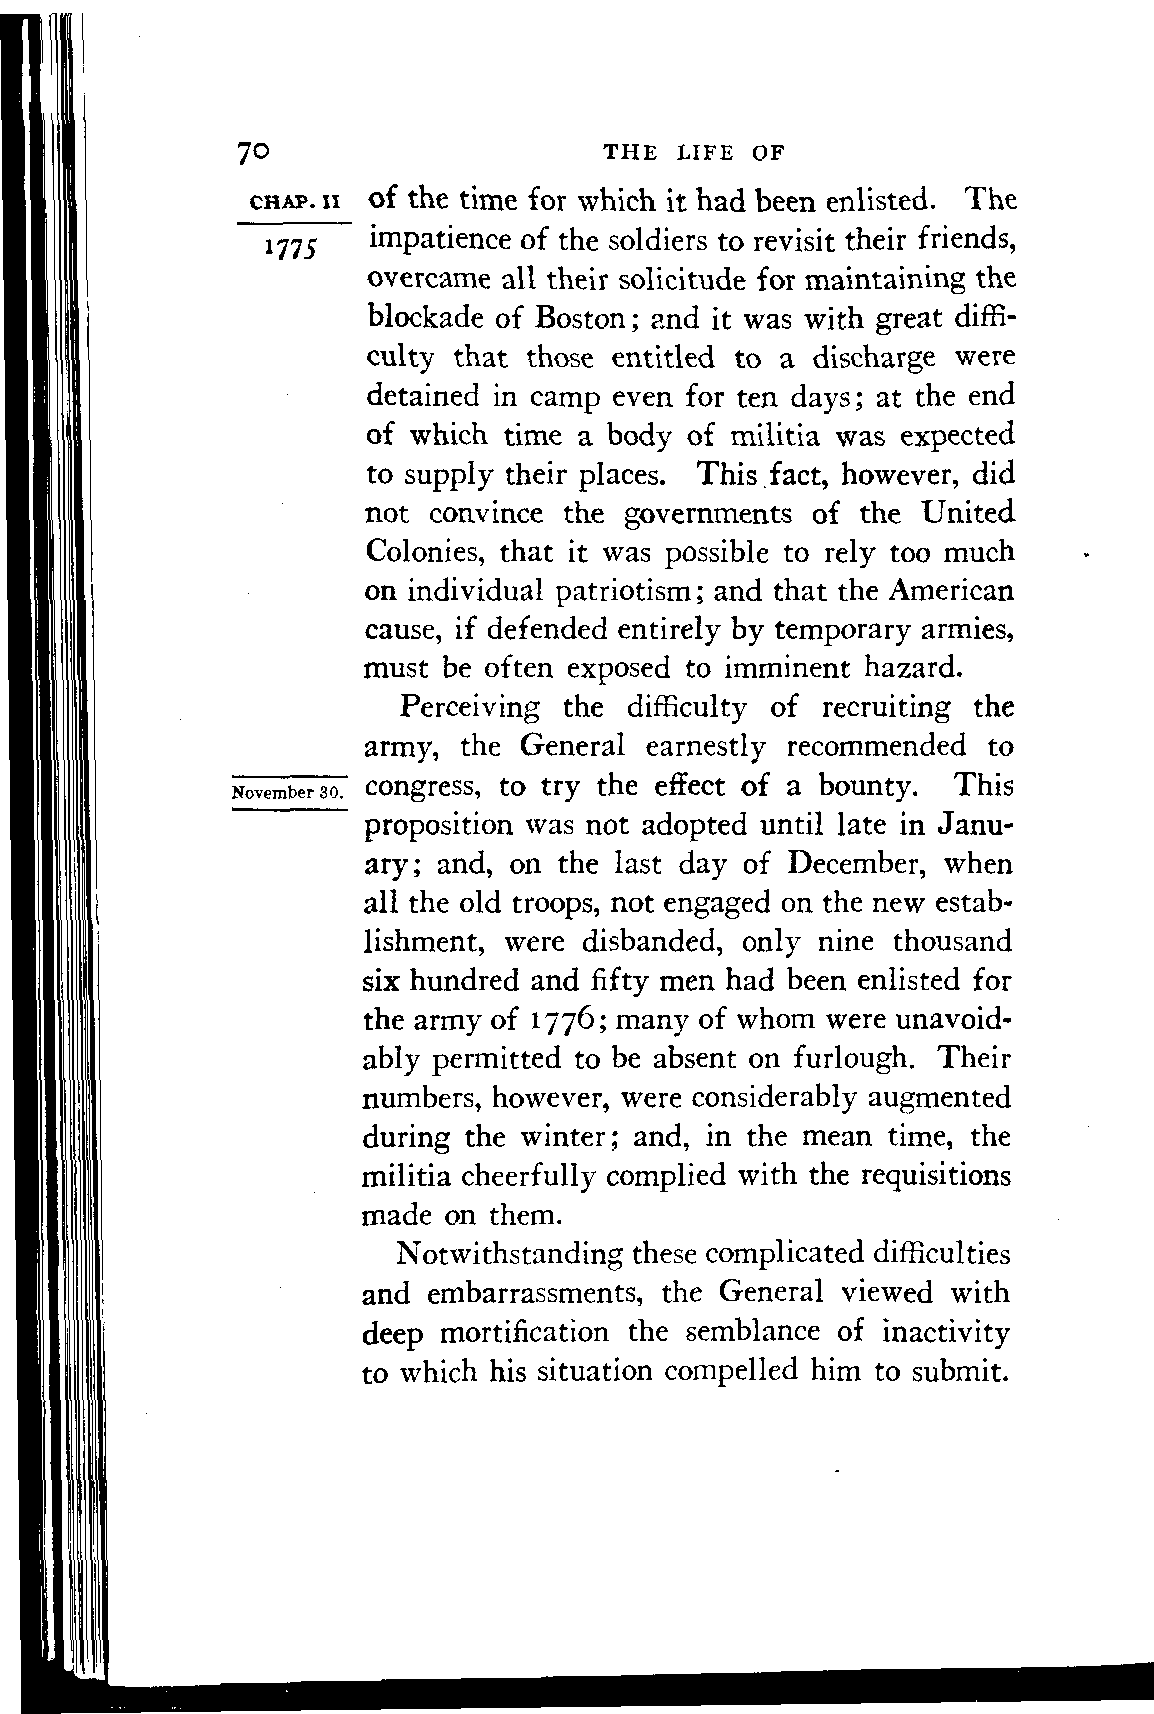 70 THE LIFE OF
CHAP. II of the time for which it had been enlisted. The
1775 impatience of the soldiers to revisit their friends,
overcame all their solicitude for maintaining the
blockade of Boston; and it was with great diffi-
culty that those entitled to a discharge were
detained in camp even for ten days; at the end
of which time a body of militia was expected
to supply their places. This fact, however, did
not convince the governments of the United
Colonies, that it was possible to rely too much
on individual patriotism; and that the American
cause, if defended entirely by temporary armies,
must be often exposed to imminent hazard.
Perceiving the difficulty of recruiting the
army, the General earnestly recommended to
November 30. congress, to try the effect of a bounty. This
proposition was not adopted until late in Janu-
ary; and, on the last day of December, when
all the old troops, not engaged on the new estab-
lishment, were disbanded, only nine thousand
six hundred and fifty men had been enlisted for
the army of 1776; many of whom were unavoid-
ably permitted to be absent on furlough. Their
numbers, however, were considerably augmented
during the winter; and, in the mean time, the
militia cheerfully complied with the requisitions
made on them.
Notwithstanding these complicated difficulties
and embarrassments, the General viewed with
deep mortification the semblance of inactivity
to which his situation compelled him to submit.